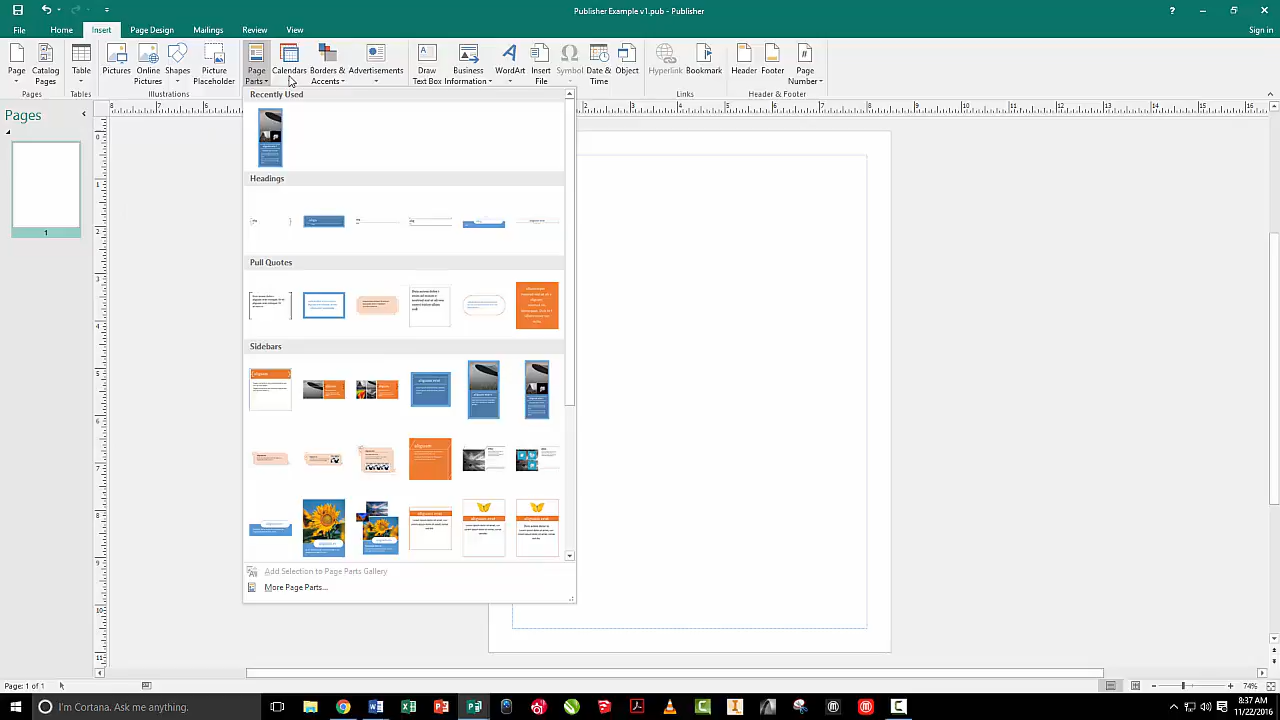 Publisher Example v1.pub - Publisher
File Home Insert Page Design Mailings Review View Sign in
Page Catalog Pages Table Pictures Online Pictures Shapes Picture Placeholder Page Parts Calendars Borders & Accents Advertisements Draw Text Box Business Information WordArt Insert File Symbol Date & Time Object Hyperlink Bookmark Header Footer Page Number
Pages Tables Illustrations Links Header & Footer
Pages
1
Recently Used
Headings
Pull Quotes
Sidebars
Add Selection to Page Parts Gallery
More Page Parts...
Page: 1 of 1
74%
I'm Cortana. Ask me anything.
8:37 AM
11/22/2016